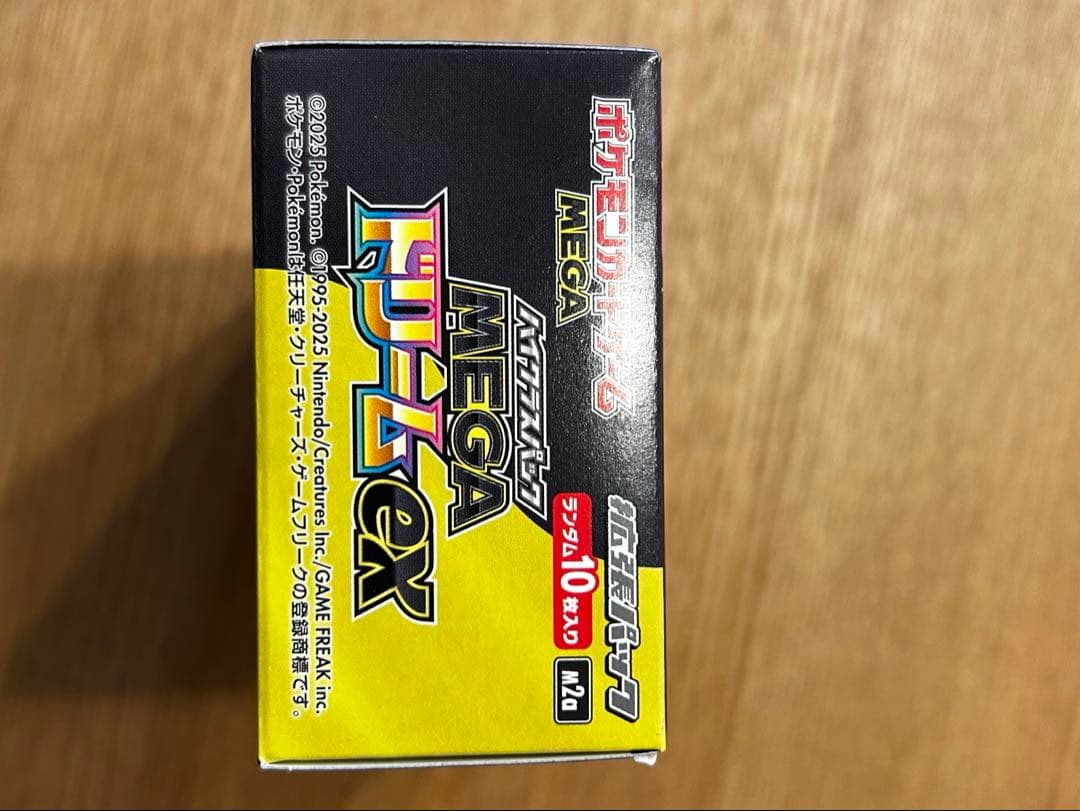 ポケモンカードゲーム
MEGA
拡張パック
ランダム10枚入り
M2a
ハイクラスパック
MEGA
ドリームex
©2025 Pokémon. ©1995-2025 Nintendo/Creatures Inc./GAME FREAK inc.
ポケモン・Pokémonは任天堂・クリーチャーズ・ゲームフリークの登録商標です。